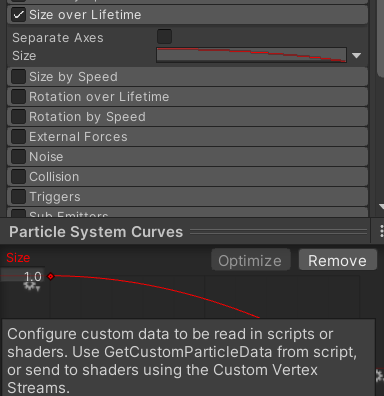 Size over Lifetime
Separate Axes
Size
Size by Speed
Rotation over Lifetime
Rotation by Speed
External Forces
Noise
Collision
Triggers
Sub Emitters
Particle System Curves
Size
Optimize
Remove
1.0
Configure custom data to be read in scripts or
shaders. Use GetCustomParticleData from script,
or send to shaders using the Custom Vertex
Streams.